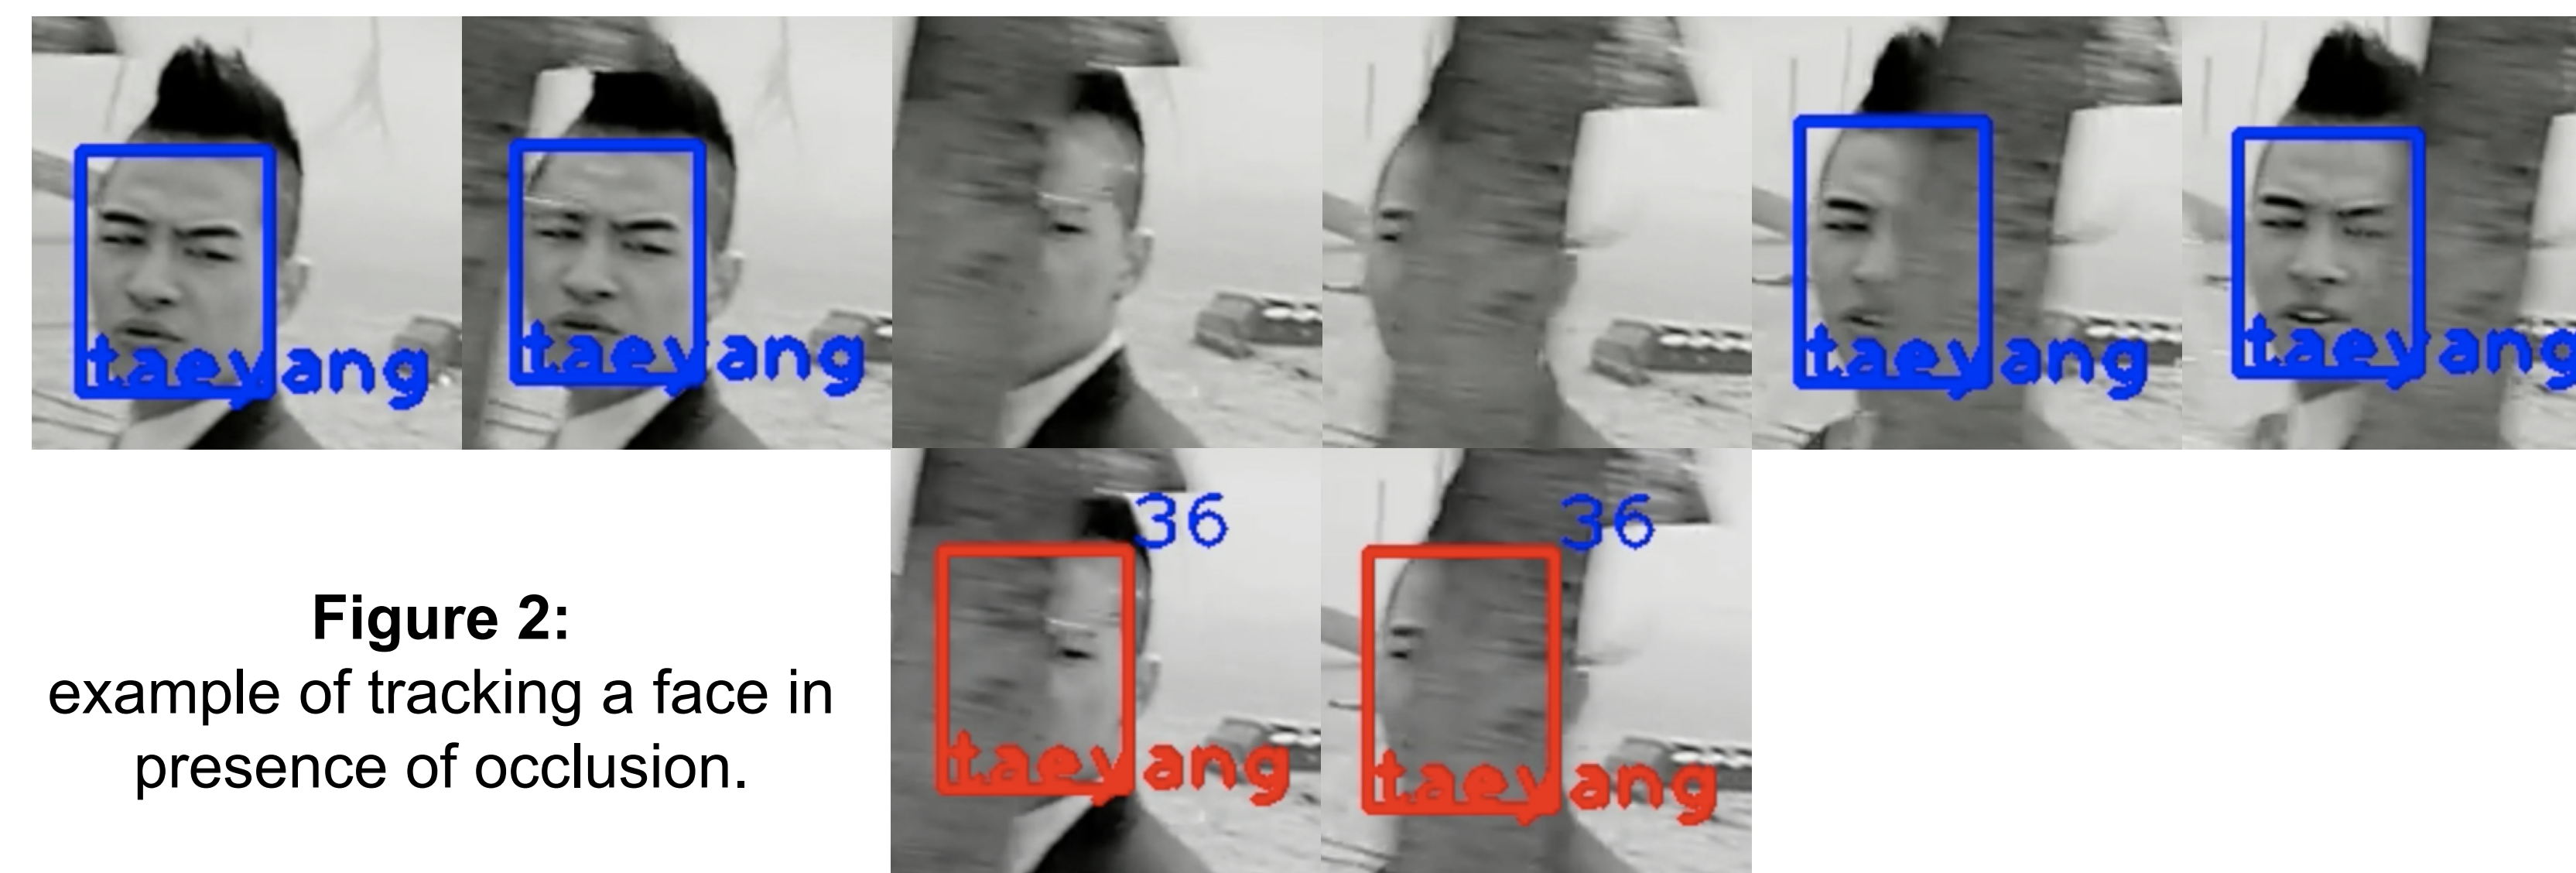 taeyang
taeyang
taeyang
taeyang
36
36
taeyang
taeyang
Figure 2:
example of tracking a face in
presence of occlusion.